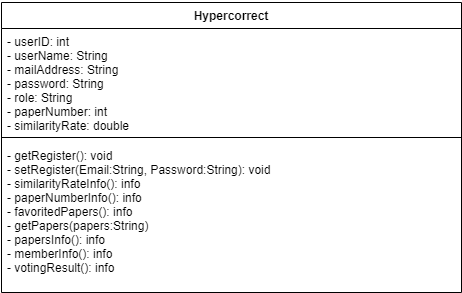 Hypercorrect
- userID: int
- userName: String
- mailAddress: String
- password: String
- role: String
- paperNumber: int
- similarityRate: double
- getRegister(): void
- setRegister(Email:String, Password:String): void
- similarityRateInfo(): info
- paperNumberInfo(): info
- favoritedPapers(): info
- getPapers(papers:String)
- papersInfo(): info
- memberInfo(): info
- votingResult(): info